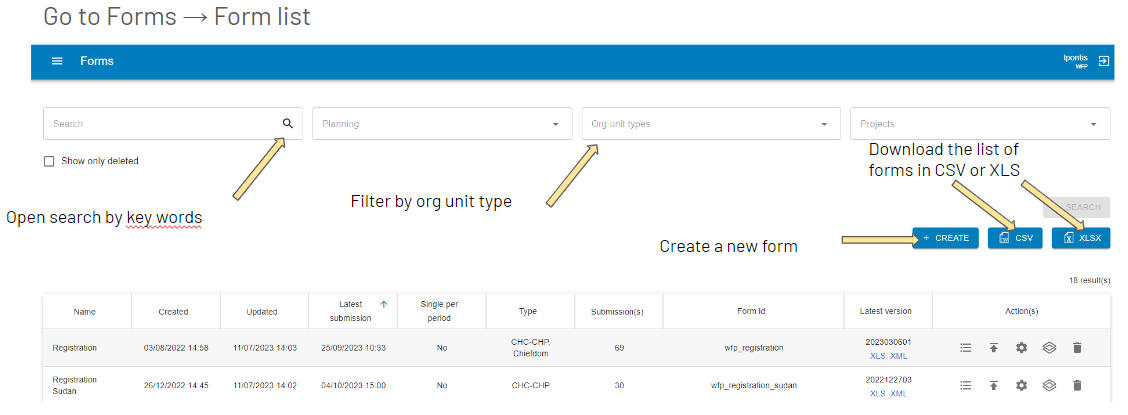 Go to Forms → Form list
Forms
Ipontis
WFP
Search
Planning
Org unit types
Projects
Show only deleted
Download the list of
forms in CSV or XLS
Filter by org unit type
Open search by key words
SEARCH
Create a new form
+ CREATE
CSV
XLSX
18 result(s)
Name Created Updated Latest submission Single per period Type Submission(s) Form id Latest version Action(s)
Registration 03/08/2022 14:58 11/07/2023 14:03 25/09/2023 10:33 No CHC-CHP, Chiefdom 69 wfp_registration 2023030601 XLS XML
Registration Sudan 26/12/2022 14:45 11/07/2023 14:02 04/10/2023 15:00 No CHC-CHP 30 wfp_registration_sudan 2022122703 XLS XML